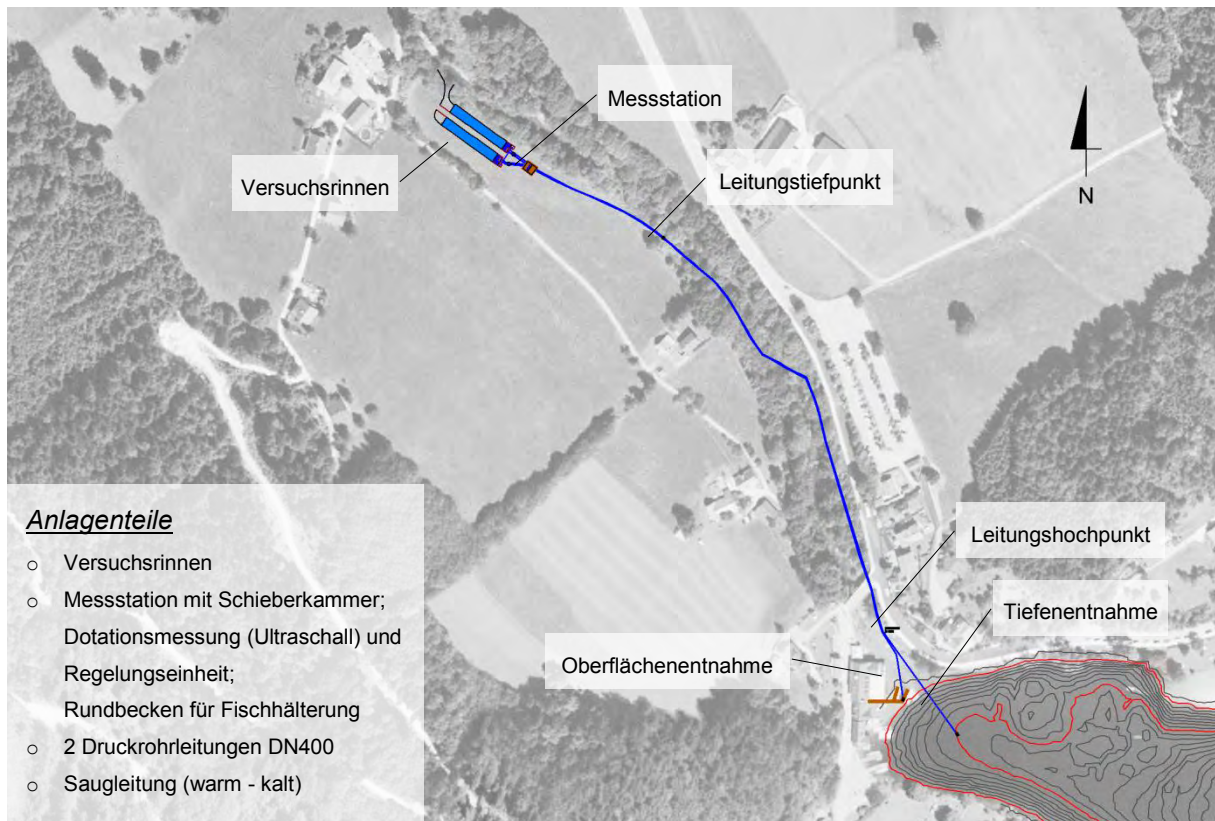 Messstation
Versuchsrinnen
Leitungstiefpunkt
N
Leitungshochpunkt
Tiefenentnahme
Oberflächenentnahme
Anlagenteile
o Versuchsrinnen
o Messstation mit Schieberkammer;
Dotationsmessung (Ultraschall) und
Regelungseinheit;
Rundbecken für Fischhälterung
o 2 Druckrohrleitungen DN400
o Saugleitung (warm - kalt)